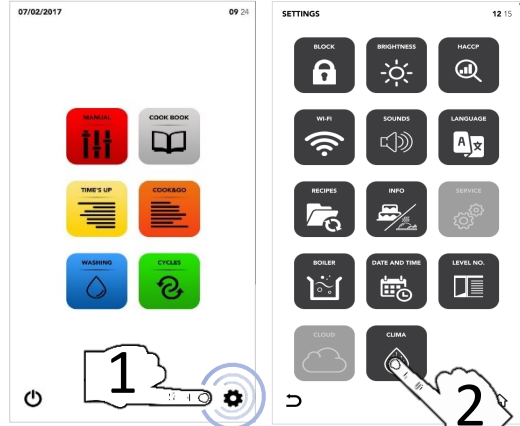 07/02/2017 09 24
MANUAL COOK BOOK
TIME'S UP COOK&GO
WASHING CYCLES
1
SETTINGS 12 15
BLOCK BRIGHTNESS HACCP
WI-FI SOUNDS LANGUAGE
A
RECIPES INFO SERVICE
BOILER DATE AND TIME LEVEL NO.
CLOUD CLIMA
2